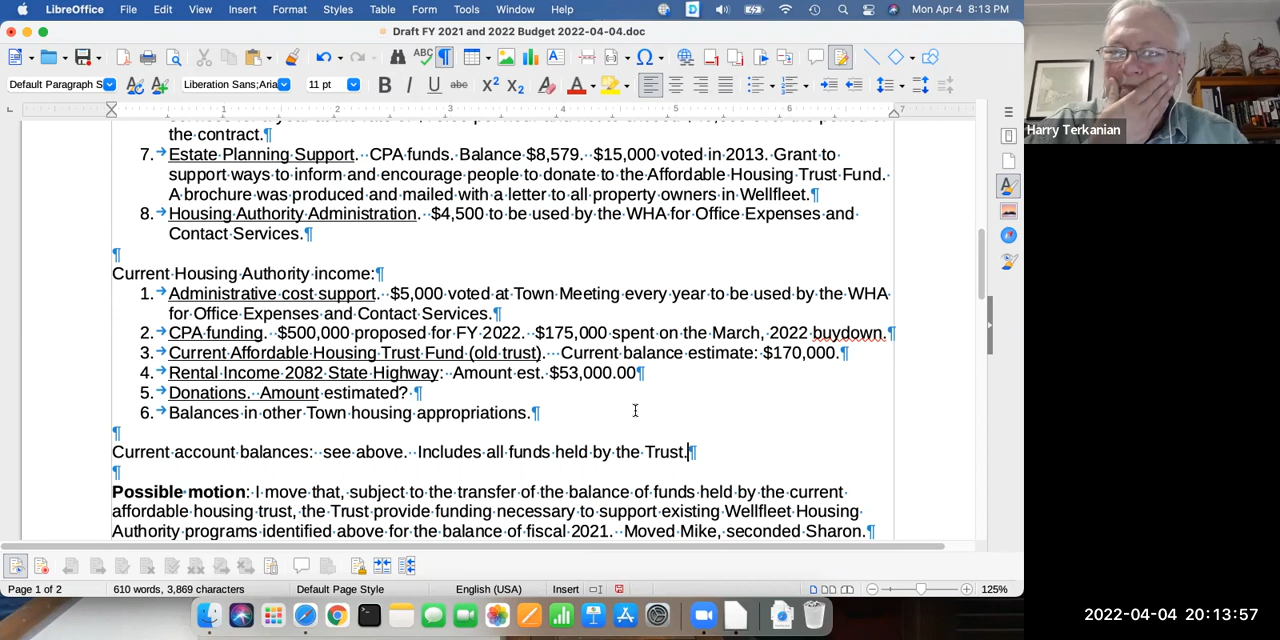 LibreOffice File Edit View Insert Format Styles Table Form Tools Window Help Mon Apr 4 8:13 PM
Draft FY 2021 and 2022 Budget 2022-04-04.doc
Default Paragraph S Liberation Sans;Aria 11 pt
1 2 3 4 5 6 7
the contract.¶
7. Estate Planning Support. CPA funds. Balance $8,579. $15,000 voted in 2013. Grant to
support ways to inform and encourage people to donate to the Affordable Housing Trust Fund.
A brochure was produced and mailed with a letter to all property owners in Wellfleet.¶
8. Housing Authority Administration. $4,500 to be used by the WHA for Office Expenses and
Contact Services.¶
¶
Current Housing Authority income:¶
1. Administrative cost support. $5,000 voted at Town Meeting every year to be used by the WHA
for Office Expenses and Contact Services.¶
2. CPA funding. $500,000 proposed for FY 2022. $175,000 spent on the March, 2022 buydown.¶
3. Current Affordable Housing Trust Fund (old trust). Current balance estimate: $170,000.¶
4. Rental Income 2082 State Highway: Amount est. $53,000.00¶
5. Donations. Amount estimated? ¶
6. Balances in other Town housing appropriations.¶
¶
Current account balances: see above. Includes all funds held by the Trust.¶
¶
Possible motion: I move that, subject to the transfer of the balance of funds held by the current
affordable housing trust, the Trust provide funding necessary to support existing Wellfleet Housing
Authority programs identified above for the balance of fiscal 2021. Moved Mike, seconded Sharon.¶
Page 1 of 2 610 words, 3,869 characters Default Page Style English (USA) Insert 125%
Harry Terkanian
2022-04-04 20:13:57